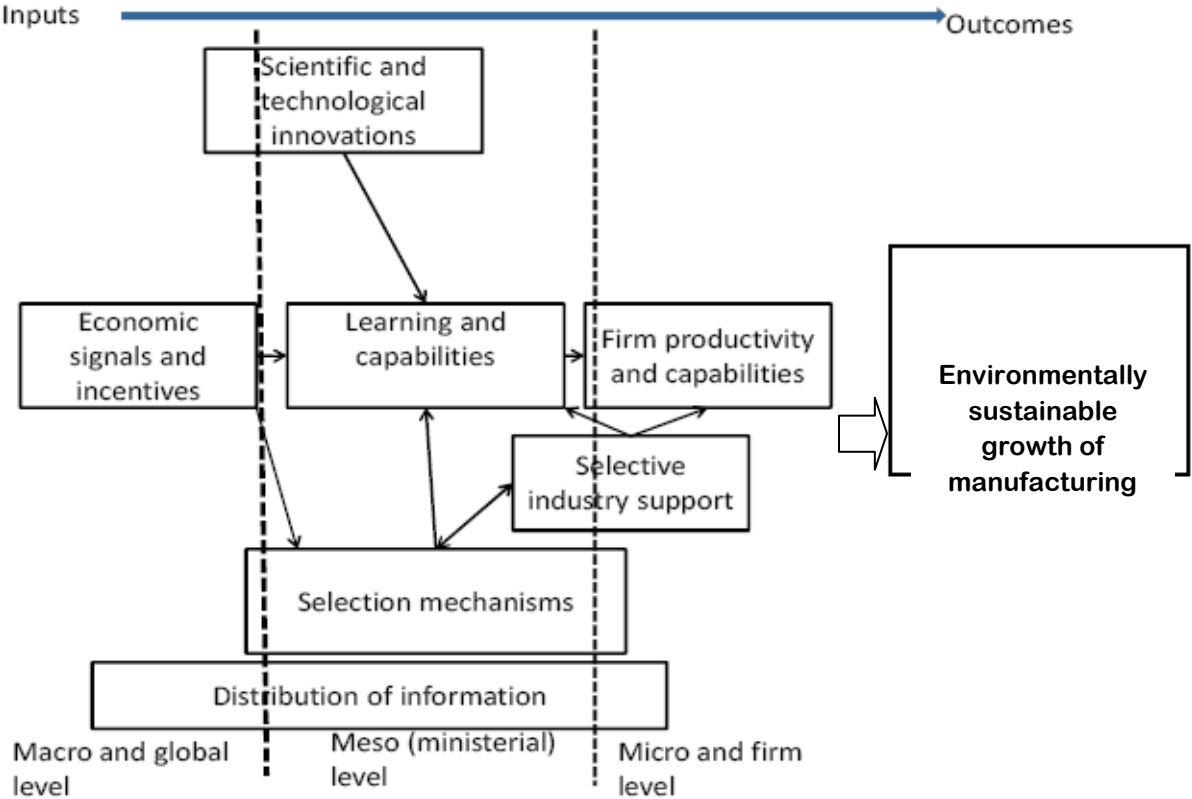 Inputs
Outcomes
Scientific and
technological
innovations
Economic
signals and
incentives
Learning and
capabilities
Firm productivity
and capabilities
Environmentally
sustainable
growth of
manufacturing
Selective
industry support
Selection mechanisms
Distribution of information
Macro and global
level
Meso (ministerial)
level
Micro and firm
level